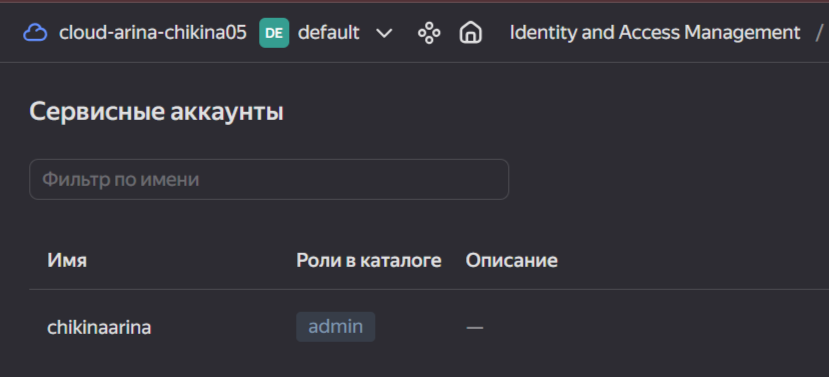 cloud-arina-chikina05 DE default Identity and Access Management /
Сервисные аккаунты
Фильтр по имени
Имя Роли в каталоге Описание
chikinaarina admin —